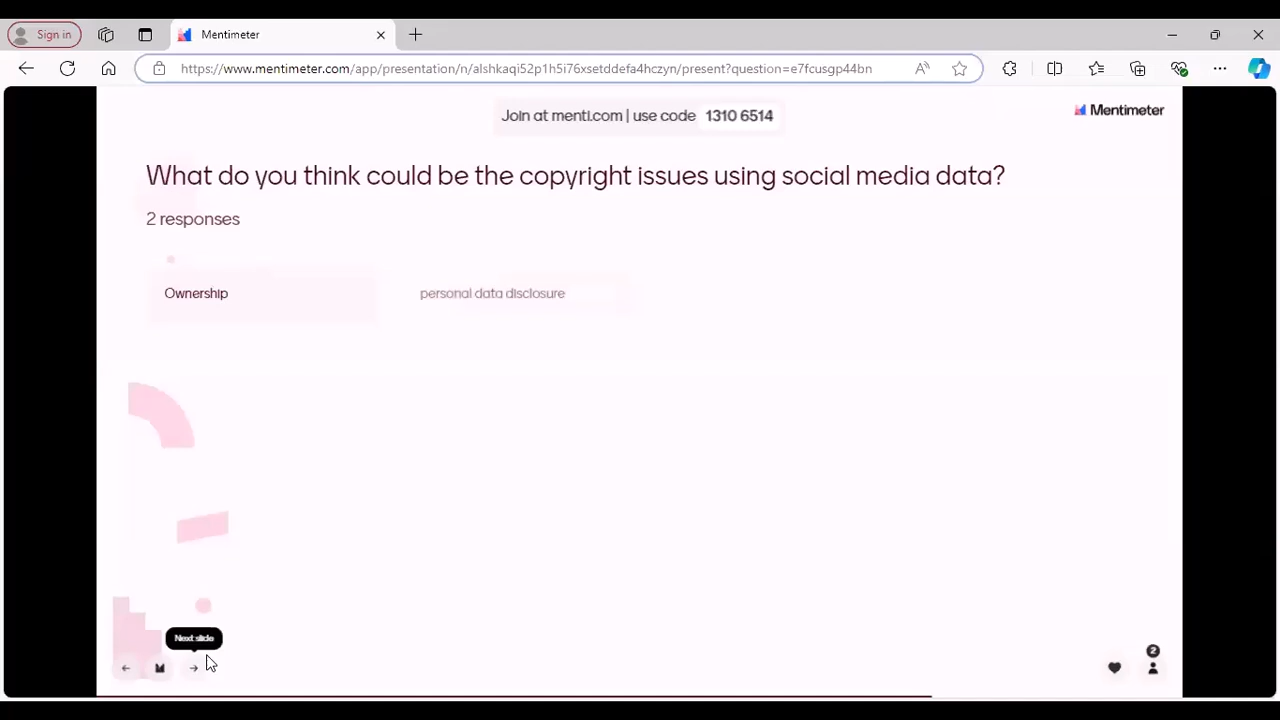 Sign in
Mentimeter
https://www.mentimeter.com/app/presentation/n/alshkaqi52p1h5i76xsetddefa4hczyn/present?question=e7fcusgp44bn
Join at menti.com | use code 1310 6514
Mentimeter
What do you think could be the copyright issues using social media data?
2 responses
Ownership
personal data disclosure
Next slide
2